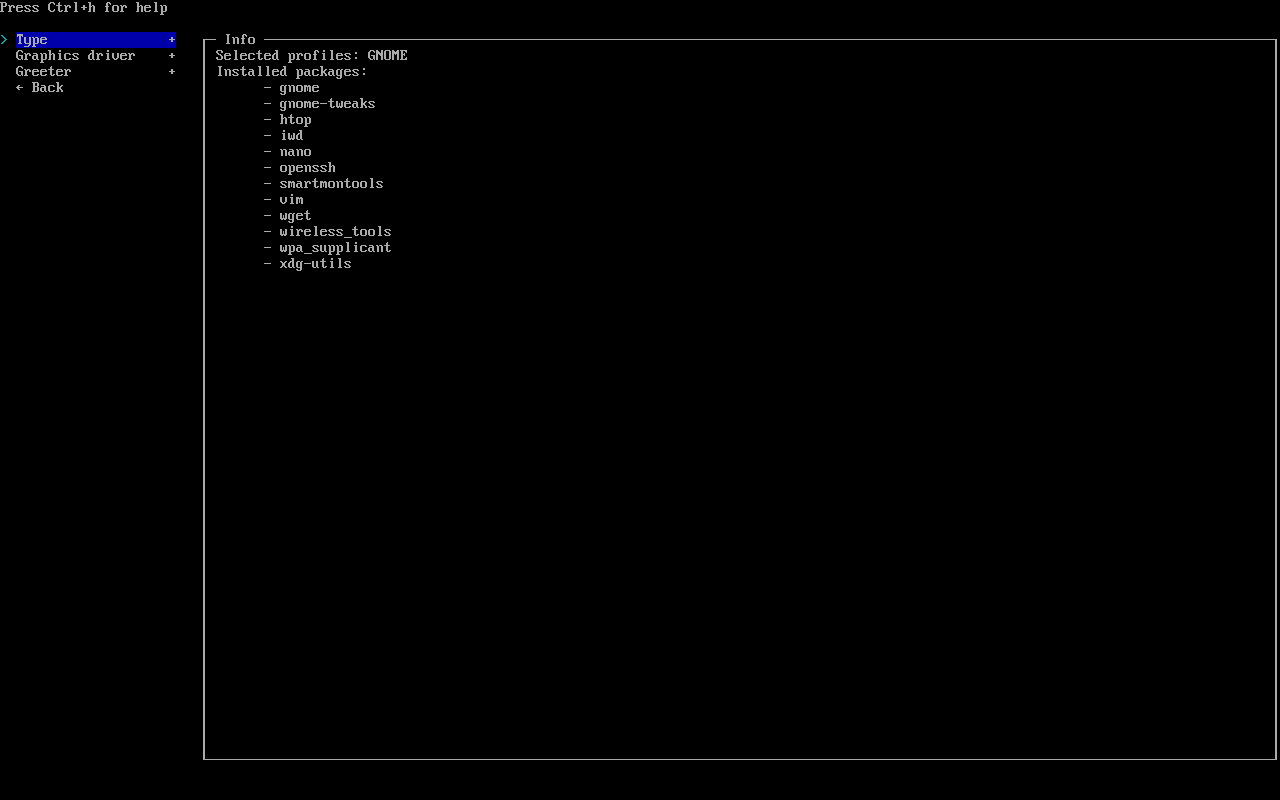 Press Ctrl+h for help
> Type +
Graphics driver +
Greeter +
← Back
Info
Selected profiles: GNOME
Installed packages:
- gnome
- gnome-tweaks
- htop
- iwd
- nano
- openssh
- smartmontools
- vim
- wget
- wireless_tools
- wpa_supplicant
- xdg-utils